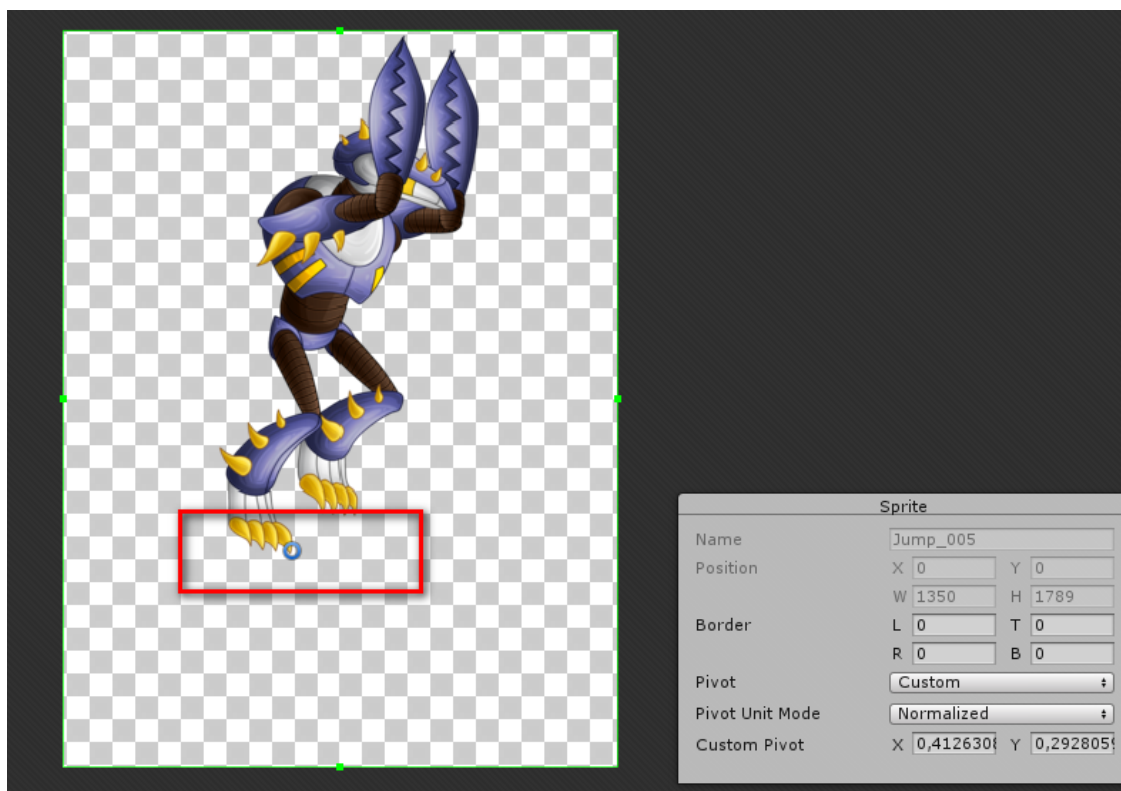 Sprite
Name Jump_005
Position X 0 Y 0
W 1350 H 1789
Border L 0 T 0
R 0 B 0
Pivot Custom
Pivot Unit Mode Normalized
Custom Pivot X 0,4126308 Y 0,2928059